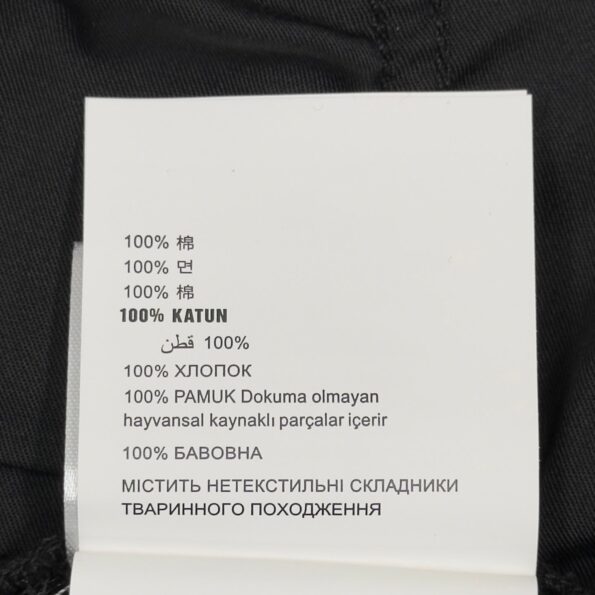 100% 棉
100% 면
100% 棉
100% KATUN
100% قطن
100% ХЛОПОК
100% PAMUK Dokuma olmayan
hayvansal kaynaklı parçalar içerir
100% БАВОВНА
МІСТИТЬ НЕТЕКСТИЛЬНІ СКЛАДНИКИ
ТВАРИННОГО ПОХОДЖЕННЯ